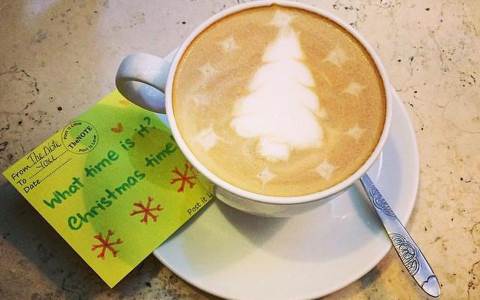 From The Note
To You!
Date
TheNOTE
What time is it?
Christmas time!
Post it